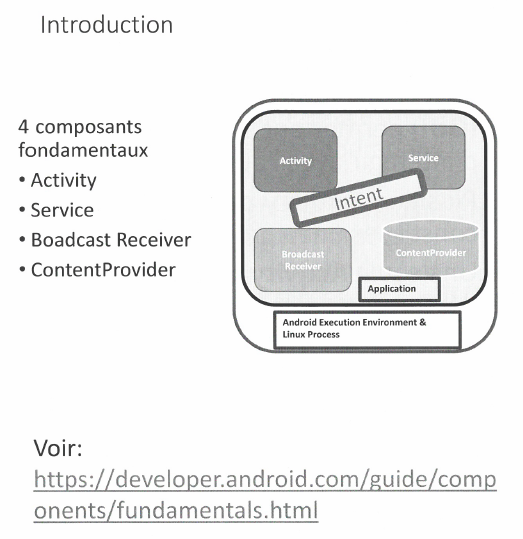 Introduction
4 composants
fondamentaux
• Activity
• Service
• Boadcast Receiver
• ContentProvider
Activity
Service
Intent
Broadcast
Receiver
ContentProvider
Application
Android Execution Environment &
Linux Process
Voir:
https://developer.android.com/guide/comp
onents/fundamentals.html